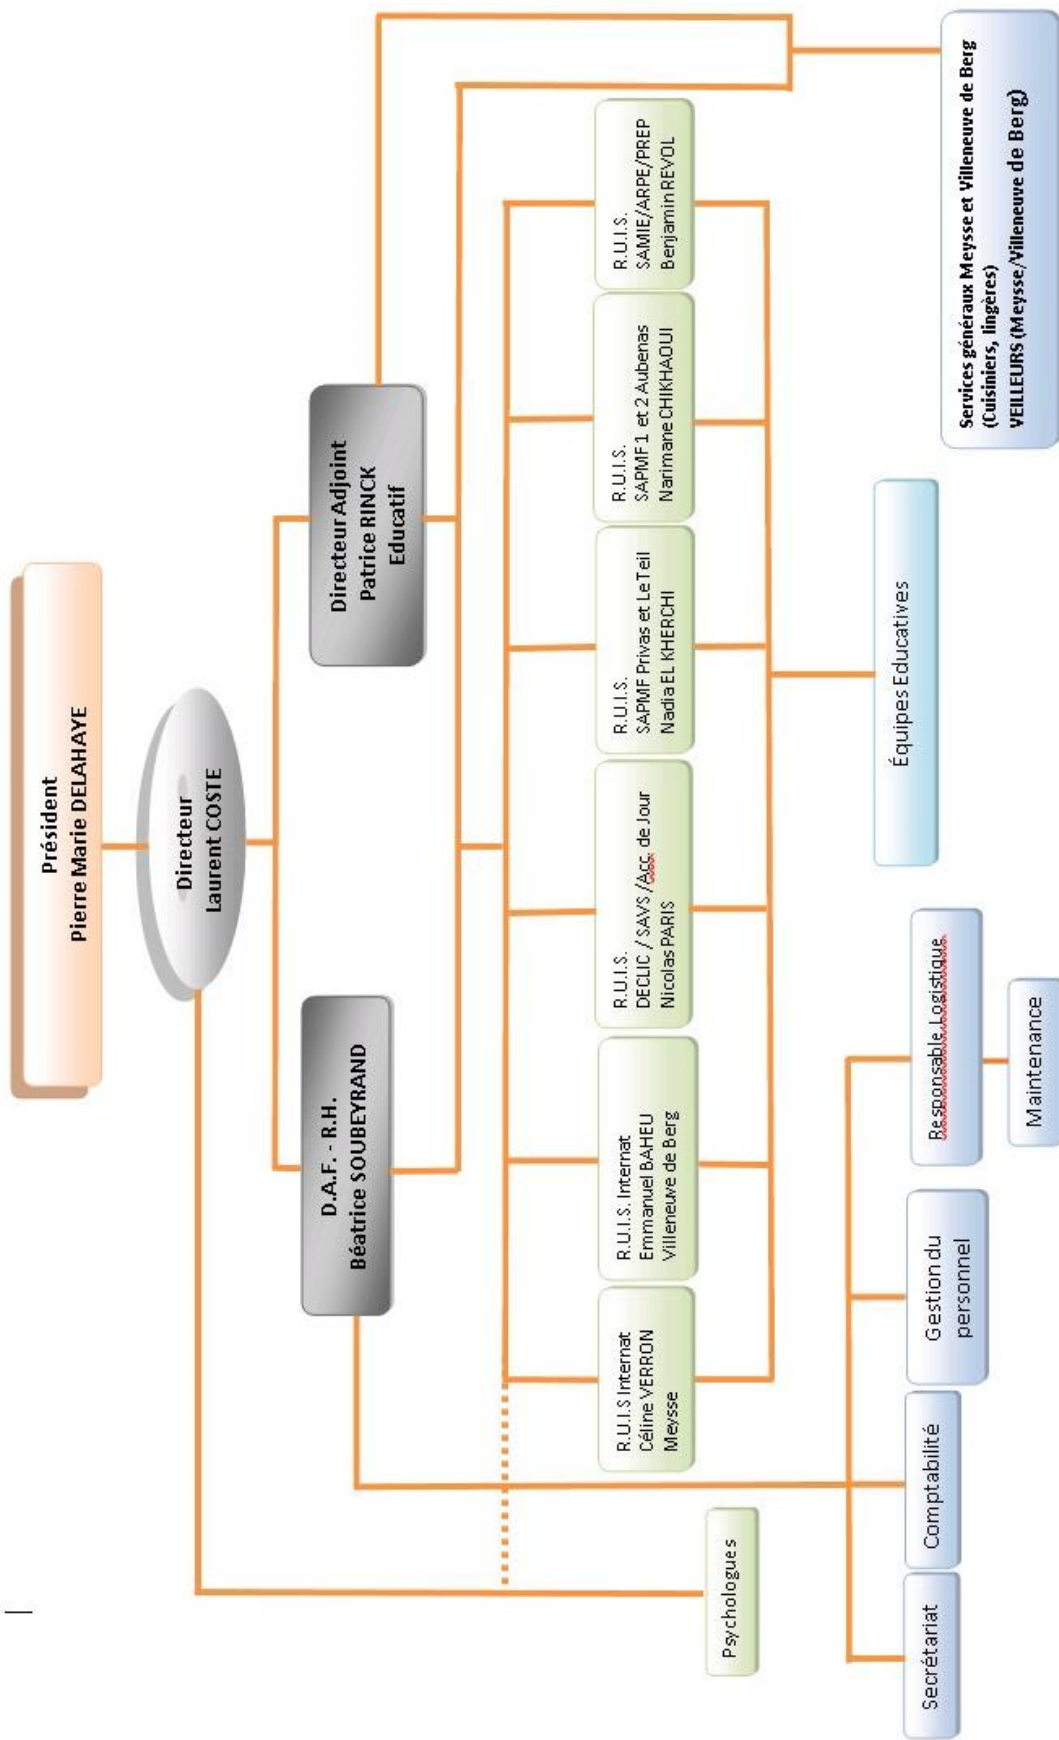 Président
Pierre Marie DELAHAYE
Directeur
Laurent COSTE
D.A.F. - R.H.
Béatrice SOUBEYRAND
Directeur Adjoint
Patrice RINCK
Educatif
R.U.I.S Internat
Céline VERRON
Meysse
R.U.I.S. Internat
Emmanuel BAHEU
Villeneuve de Berg
R.U.I.S.
DECLIC / SAVS /Acc. de Jour
Nicolas PARIS
R.U.I.S.
SAPMF Privas et Le Teil
Nadia EL KHERCHI
R.U.I.S.
SAPMF 1 et 2 Aubenas
Narimane CHIKHAOUI
R.U.I.S.
SAMIE/ARPE/PREP
Benjamin REVOL
Psychologues
Secrétariat
Comptabilité
Gestion du
personnel
Responsable Logistique
Maintenance
Équipes Educatives
Services généraux Meysse et Villeneuve de Berg
(Cuisiniers, lingères)
VEILLEURS (Meysse/Villeneuve de Berg)